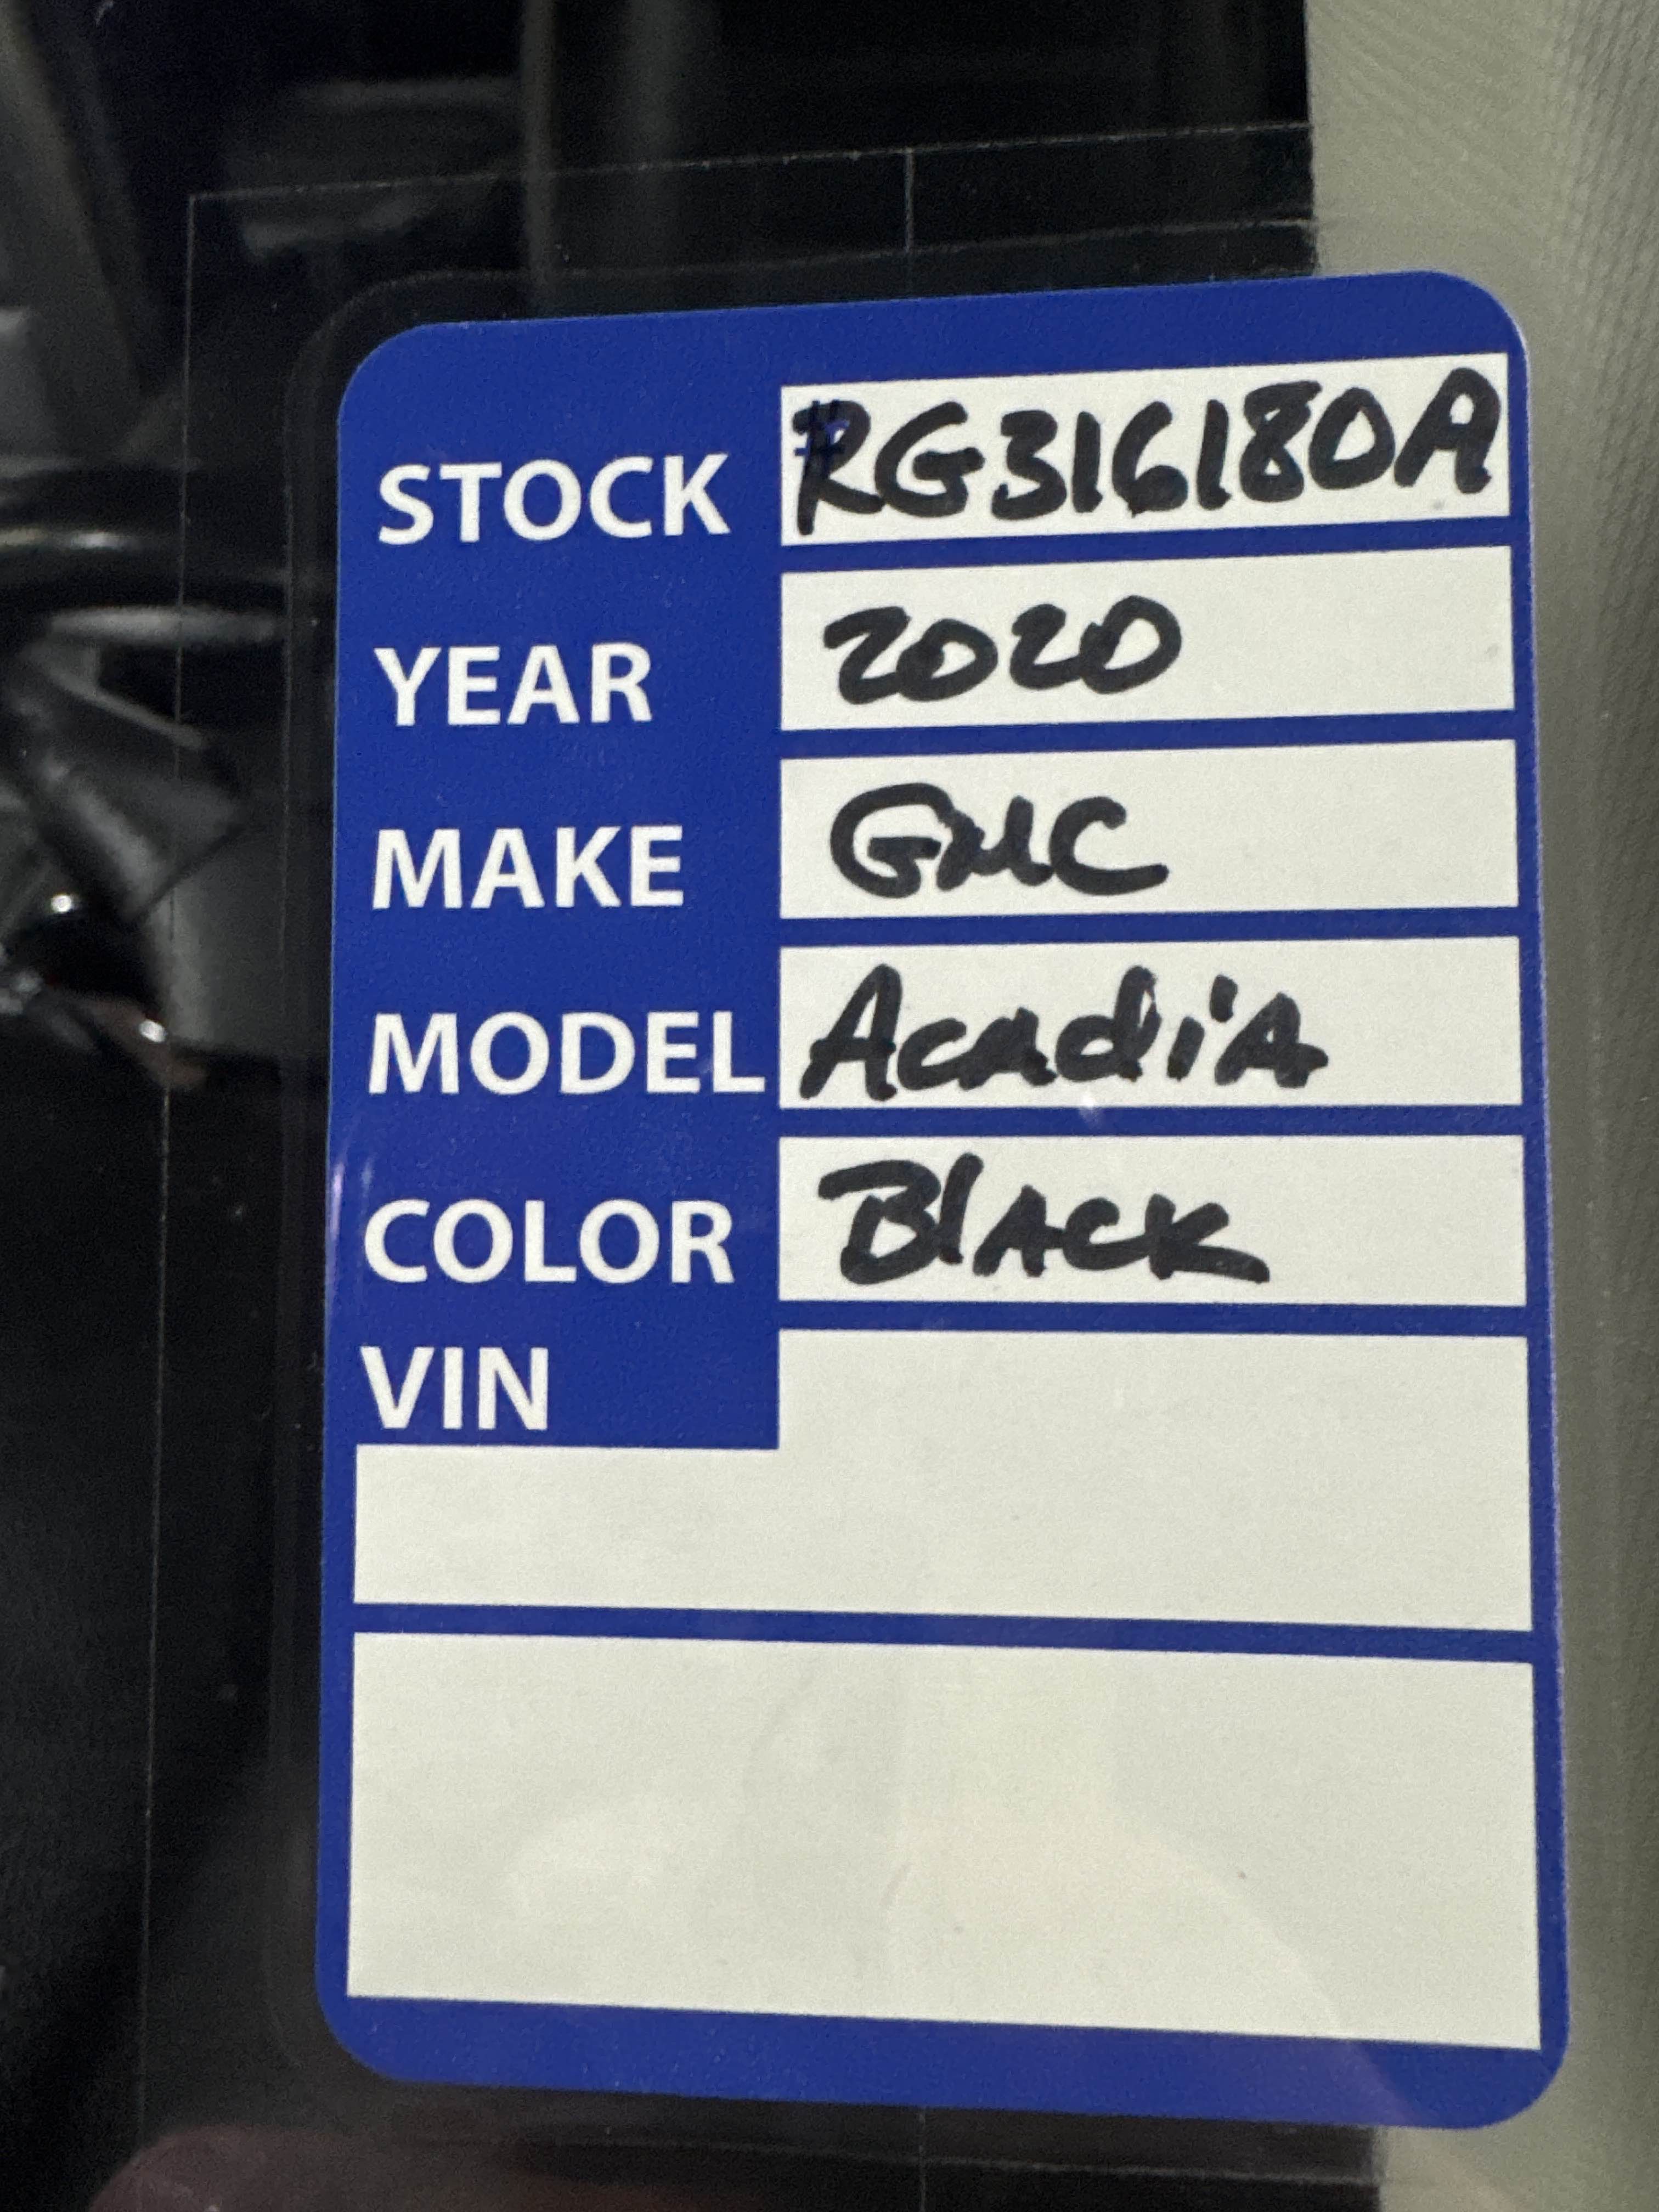 STOCK #RG316180A
YEAR 2020
MAKE GMC
MODEL AcadiA
COLOR BlACK
VIN